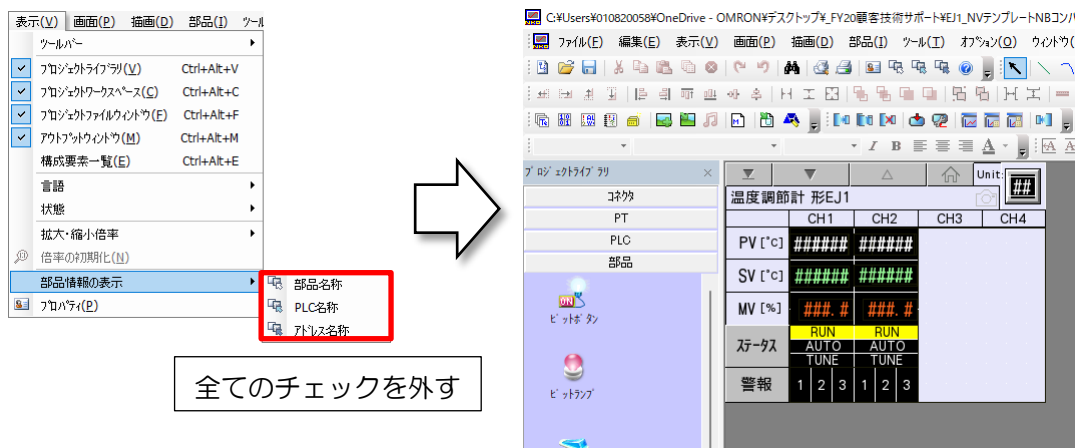 表示(V) 画面(P) 描画(D) 部品(I) ツール
ツールバー
プロジェクトライブラリ(V) Ctrl+Alt+V
プロジェクトワークスペース(C) Ctrl+Alt+C
プロジェクトファイルウィンドウ(F) Ctrl+Alt+F
アウトプットウィンドウ(M) Ctrl+Alt+M
構成要素一覧(E) Ctrl+Alt+E
言語
状態
拡大・縮小倍率
倍率の初期化(N)
部品情報の表示
プロパティ(P)
部品名称
PLC名称
アドレス名称
全てのチェックを外す
C:¥Users¥010820058¥OneDrive - OMRON¥デスクトップ¥_FY20顧客技術サポート¥EJ1_NVテンプレートNBコンバ
ファイル(F) 編集(E) 表示(V) 画面(P) 描画(D) 部品(I) ツール(T) オプション(O) ウィンドウ(
I B A
プロジェクトライブラリ ×
コネクタ
PT
PLC
部品
ON
ビットボタン
ビットランプ
Unit: ##
温度調節計 形EJ1
CH1 CH2 CH3 CH4
PV [°C] ###### ######
SV [°C] ###### ######
MV [%] ###.# ###.#
ステータス
RUN RUN
AUTO AUTO
TUNE TUNE
警報 1 2 3 1 2 3